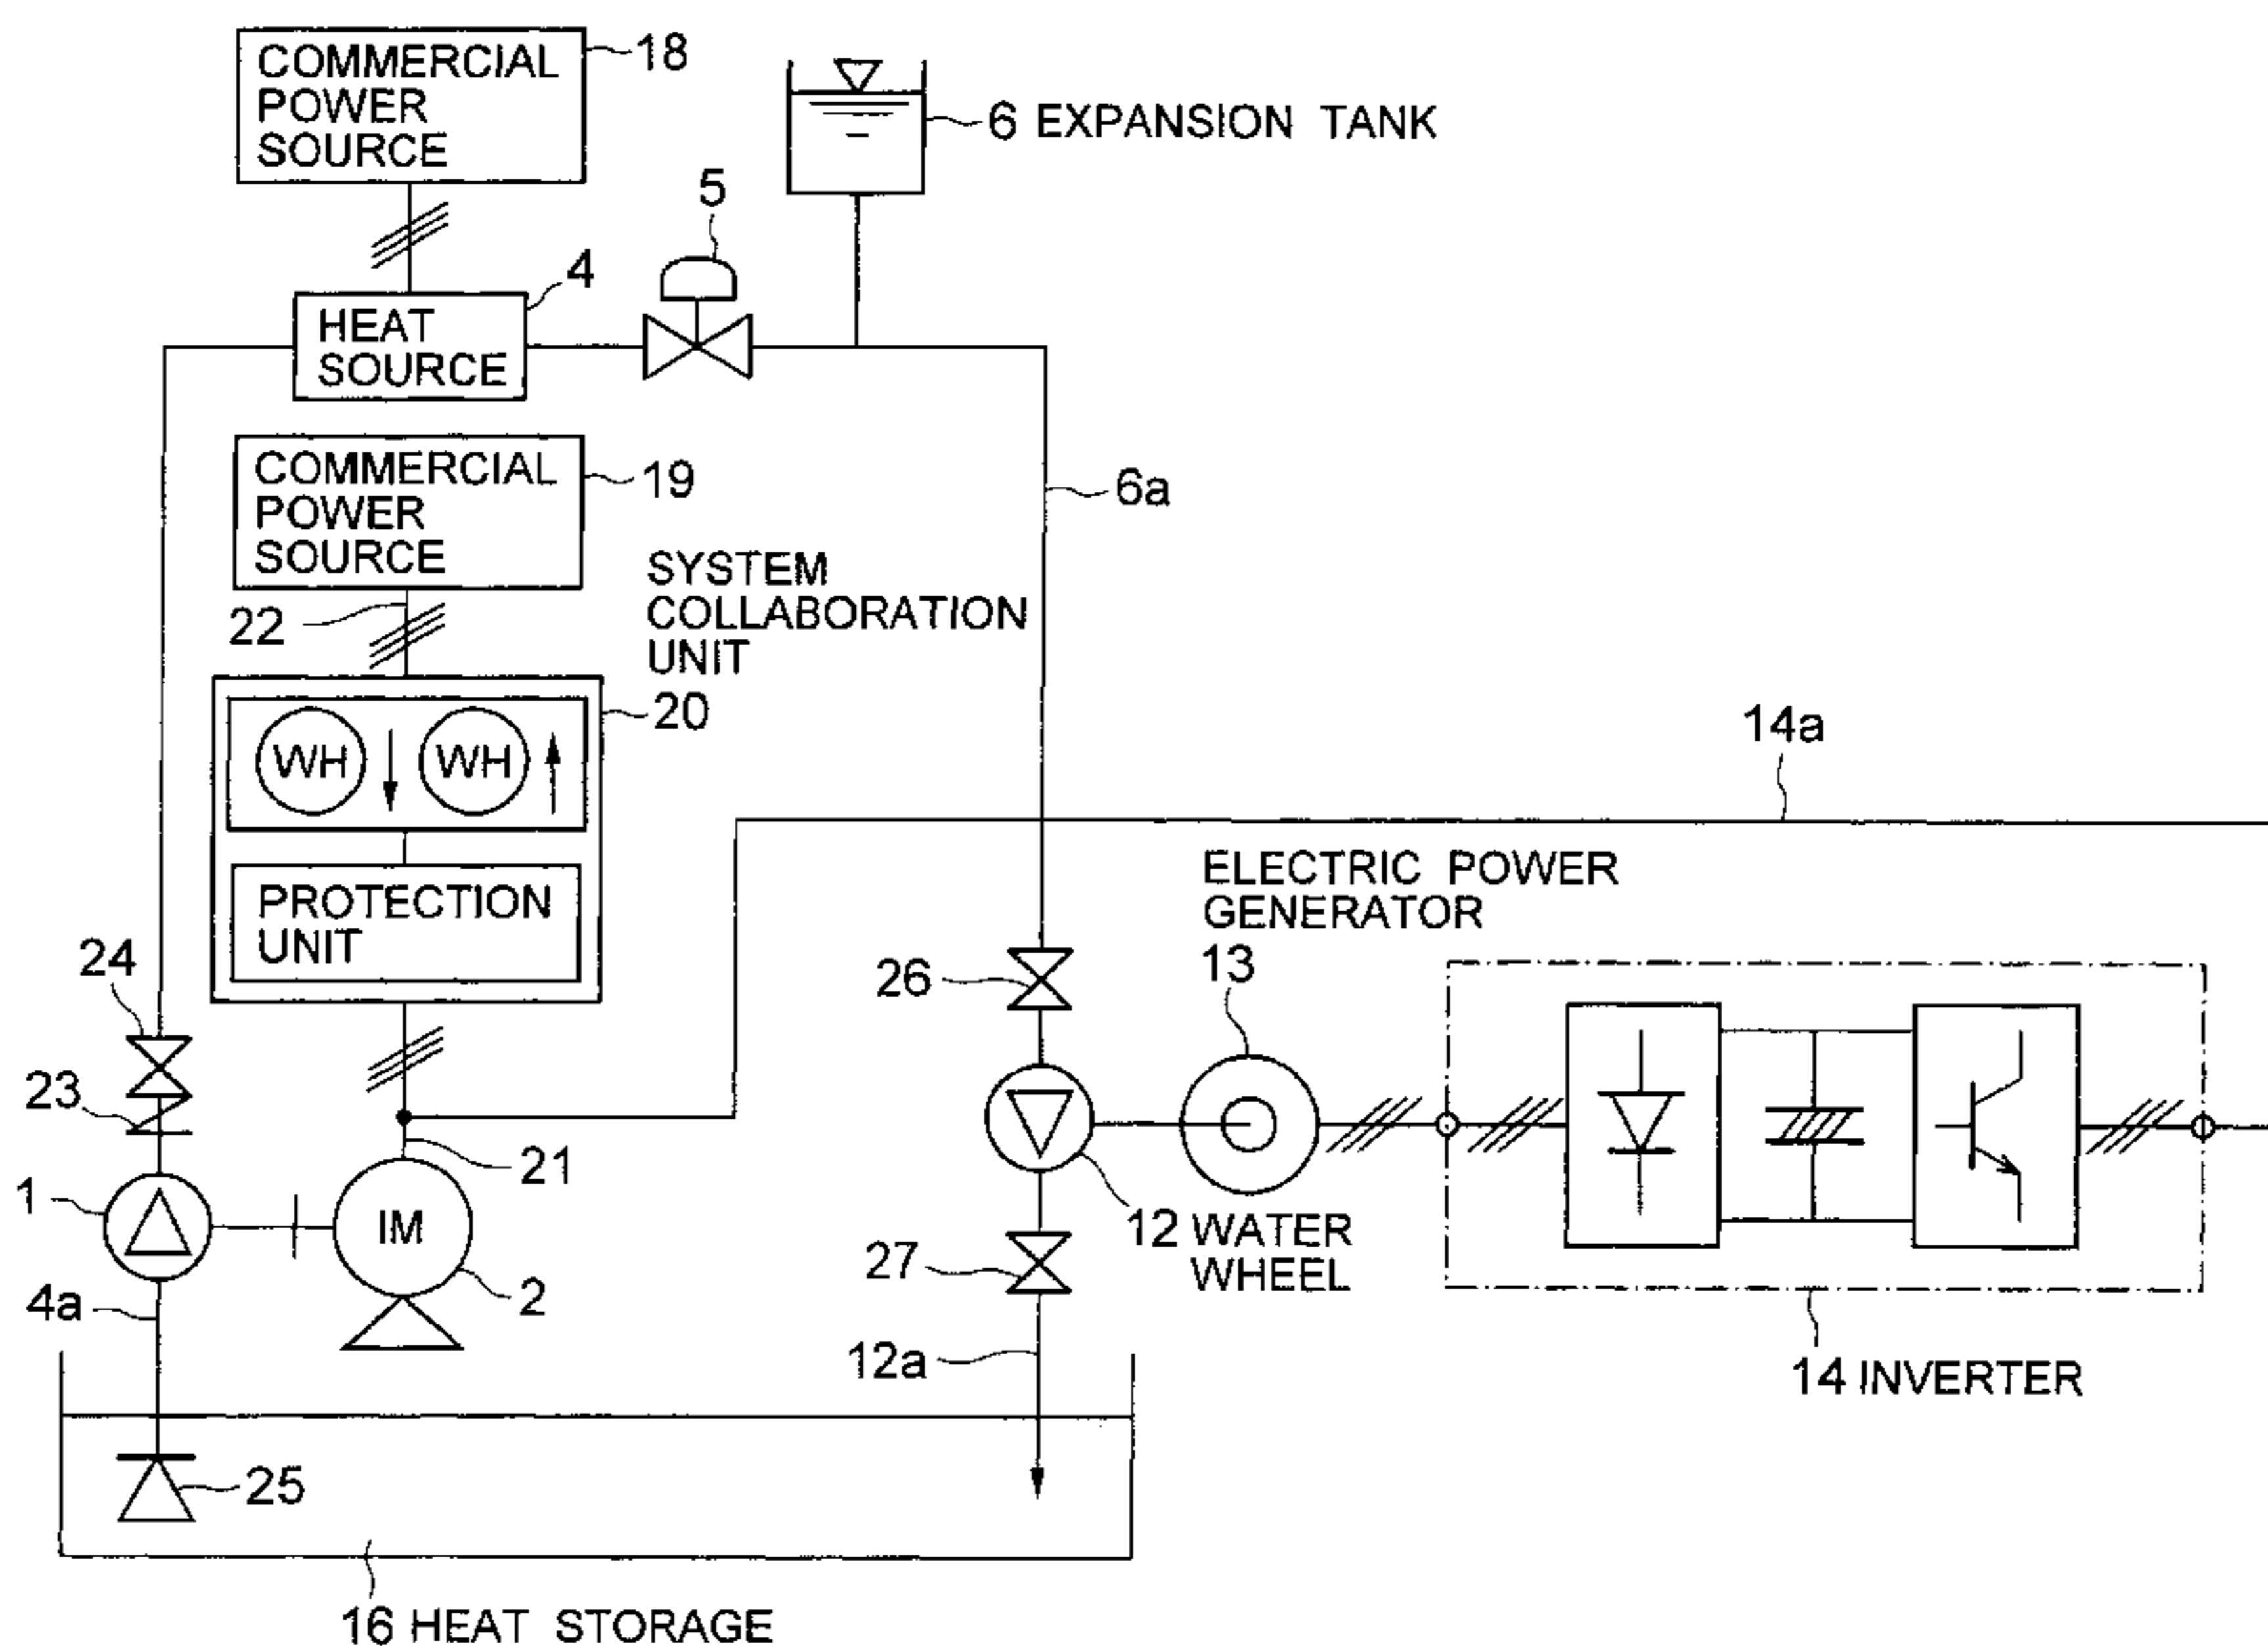 COMMERCIAL
POWER
SOURCE
18
6 EXPANSION TANK
5
4
HEAT
SOURCE
COMMERCIAL
POWER
SOURCE
19
6a
22
SYSTEM
COLLABORATION
UNIT
20
WH
WH
14a
PROTECTION
UNIT
ELECTRIC POWER
GENERATOR
24
26
13
23
21
1
IM
12 WATER
WHEEL
27
2
4a
12a
14 INVERTER
25
16 HEAT STORAGE